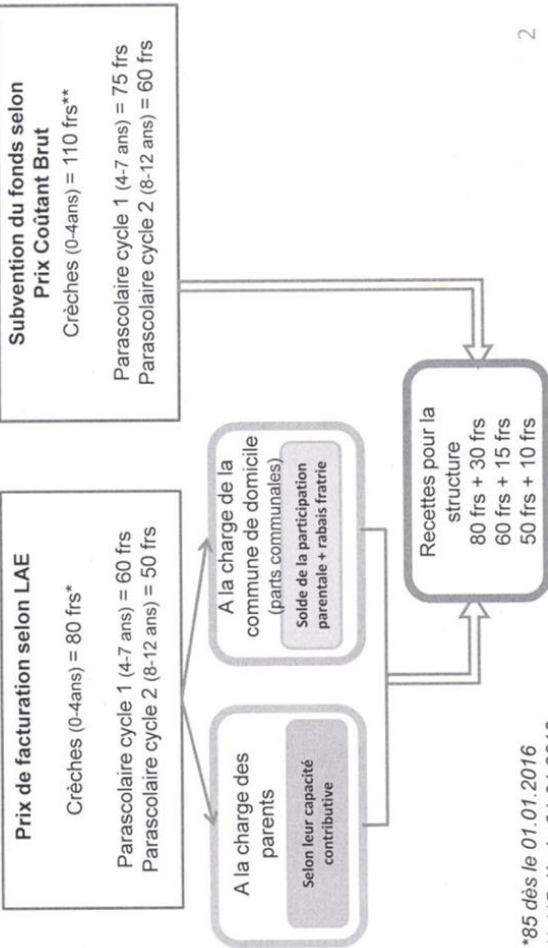 Prix de facturation selon LAE
Crèches (0-4ans) = 80 frs*
Parascolaire cycle 1 (4-7 ans) = 60 frs
Parascolaire cycle 2 (8-12 ans) = 50 frs
Subvention du fonds selon
Prix Coûtant Brut
Crèches (0-4ans) = 110 frs**
Parascolaire cycle 1 (4-7 ans) = 75 frs
Parascolaire cycle 2 (8-12 ans) = 60 frs
A la charge des
parents
Selon leur capacité
contributive
A la charge de la
commune de domicile
(parts communales)
Solde de la participation
parentale + rabais fratrie
Recettes pour la
structure
80 frs + 30 frs
60 frs + 15 frs
50 frs + 10 frs
*85 dès le 01.01.2016
2